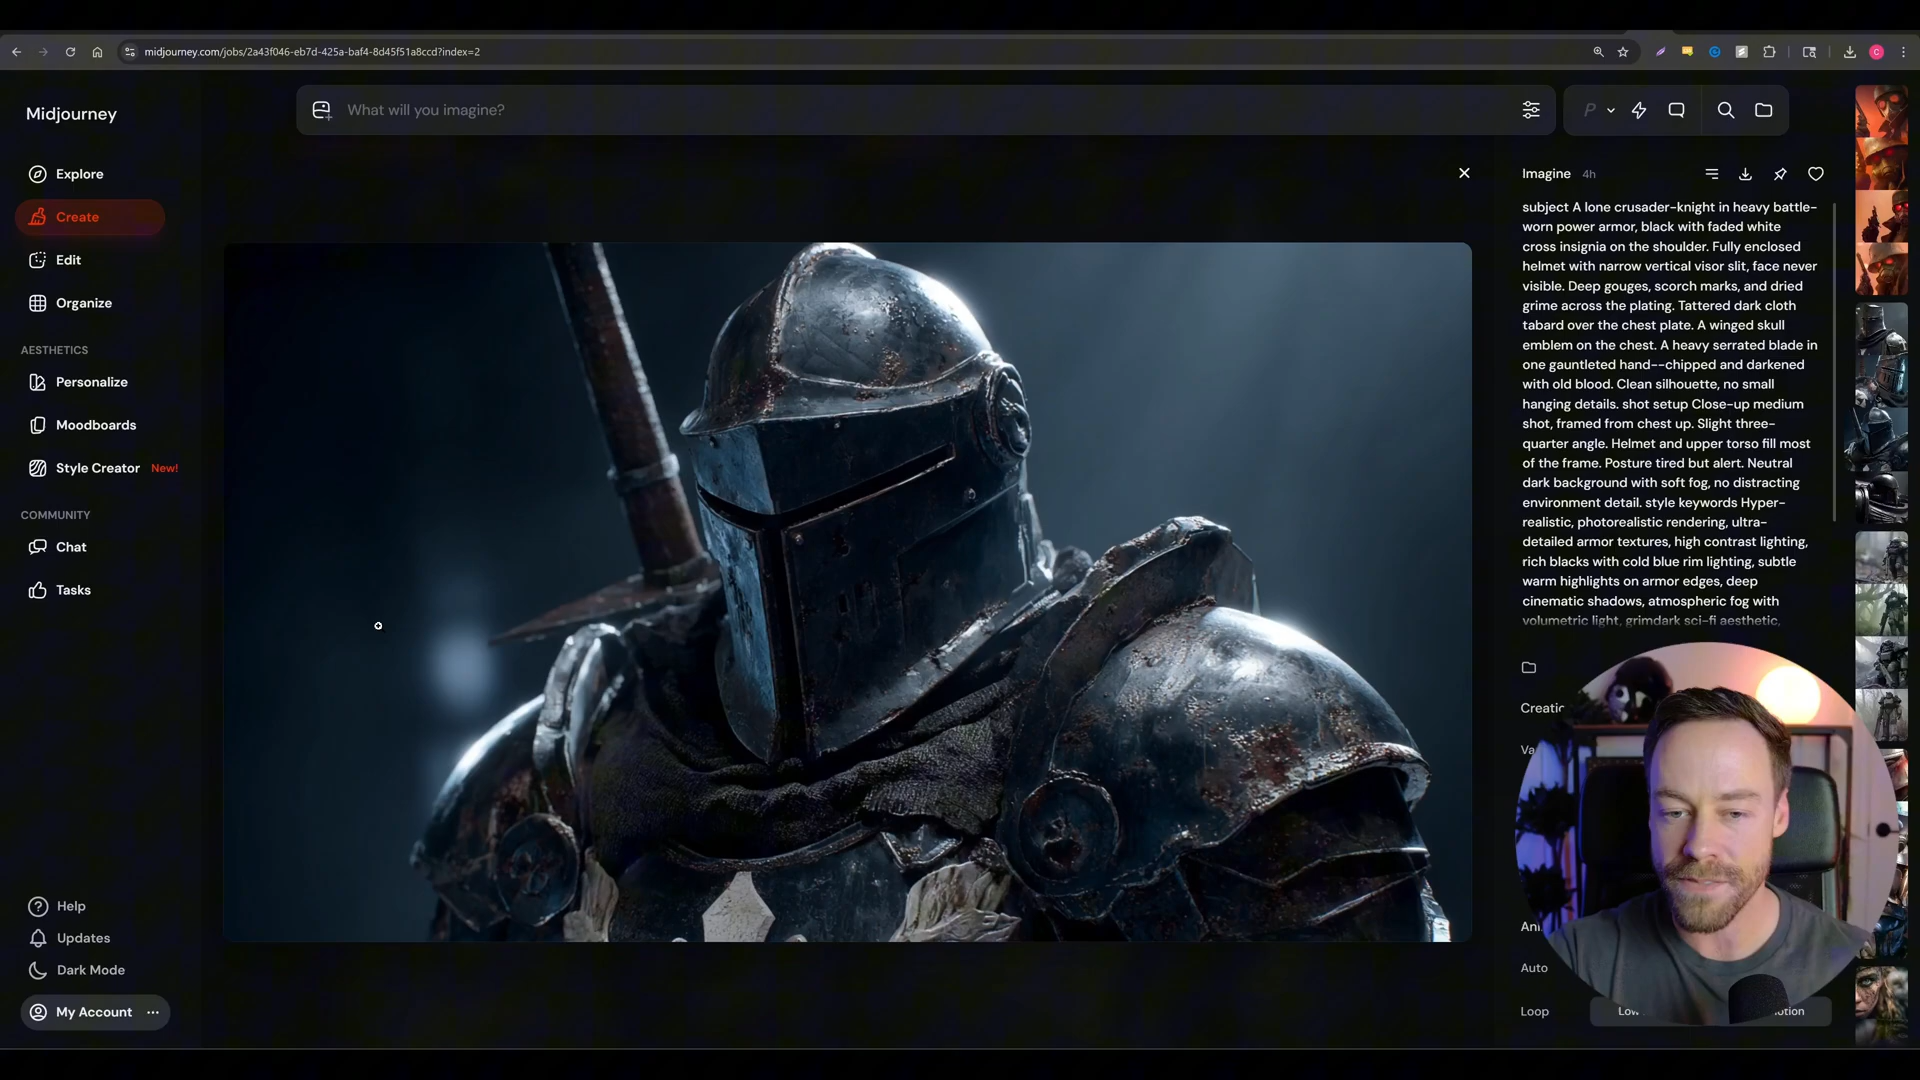 midjourney.com/jobs/2a43f046-eb7d-425a-baf4-8d45f51a8ccd?index=2
C
Midjourney
What will you imagine?
P
Explore
Create
Edit
Organize
AESTHETICS
Personalize
Moodboards
Style Creator New!
COMMUNITY
Chat
Tasks
Help
Updates
Dark Mode
My Account
Imagine 4h
subject A lone crusader-knight in heavy battle-
worn power armor, black with faded white
cross insignia on the shoulder. Fully enclosed
helmet with narrow vertical visor slit, face never
visible. Deep gouges, scorch marks, and dried
grime across the plating. Tattered dark cloth
tabard over the chest plate. A winged skull
emblem on the chest. A heavy serrated blade in
one gauntleted hand--chipped and darkened
with old blood. Clean silhouette, no small
hanging details. shot setup Close-up medium
shot, framed from chest up. Slight three-
quarter angle. Helmet and upper torso fill most
of the frame. Posture tired but alert. Neutral
dark background with soft fog, no distracting
environment detail. style keywords Hyper-
realistic, photorealistic rendering, ultra-
detailed armor textures, high contrast lighting,
rich blacks with cold blue rim lighting, subtle
warm highlights on armor edges, deep
cinematic shadows, atmospheric fog with
volumetric light, grimdark sci-fi aesthetic,
Auto
Loop